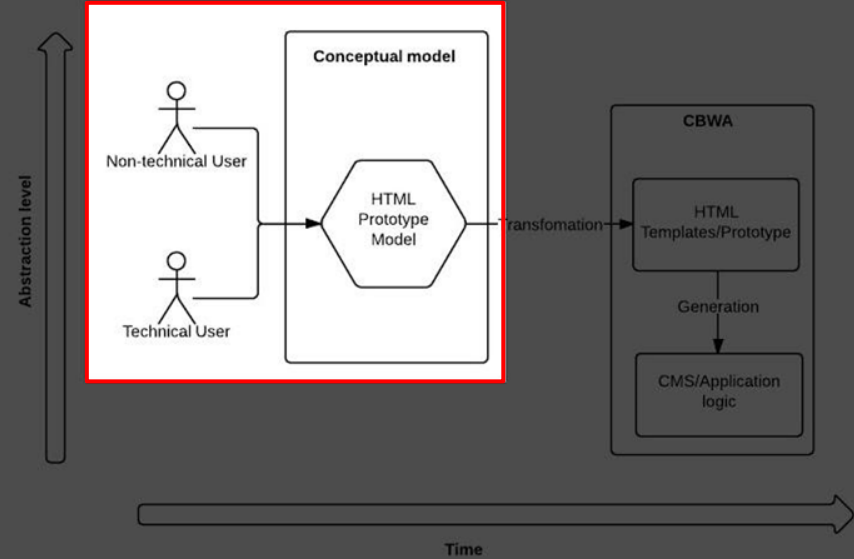 Conceptual model
Non-technical User
HTML
Prototype
Model
Technical User
Transfomation
CBWA
HTML
Templates/Prototype
Generation
CMS/Application
logic
Abstraction level
Time